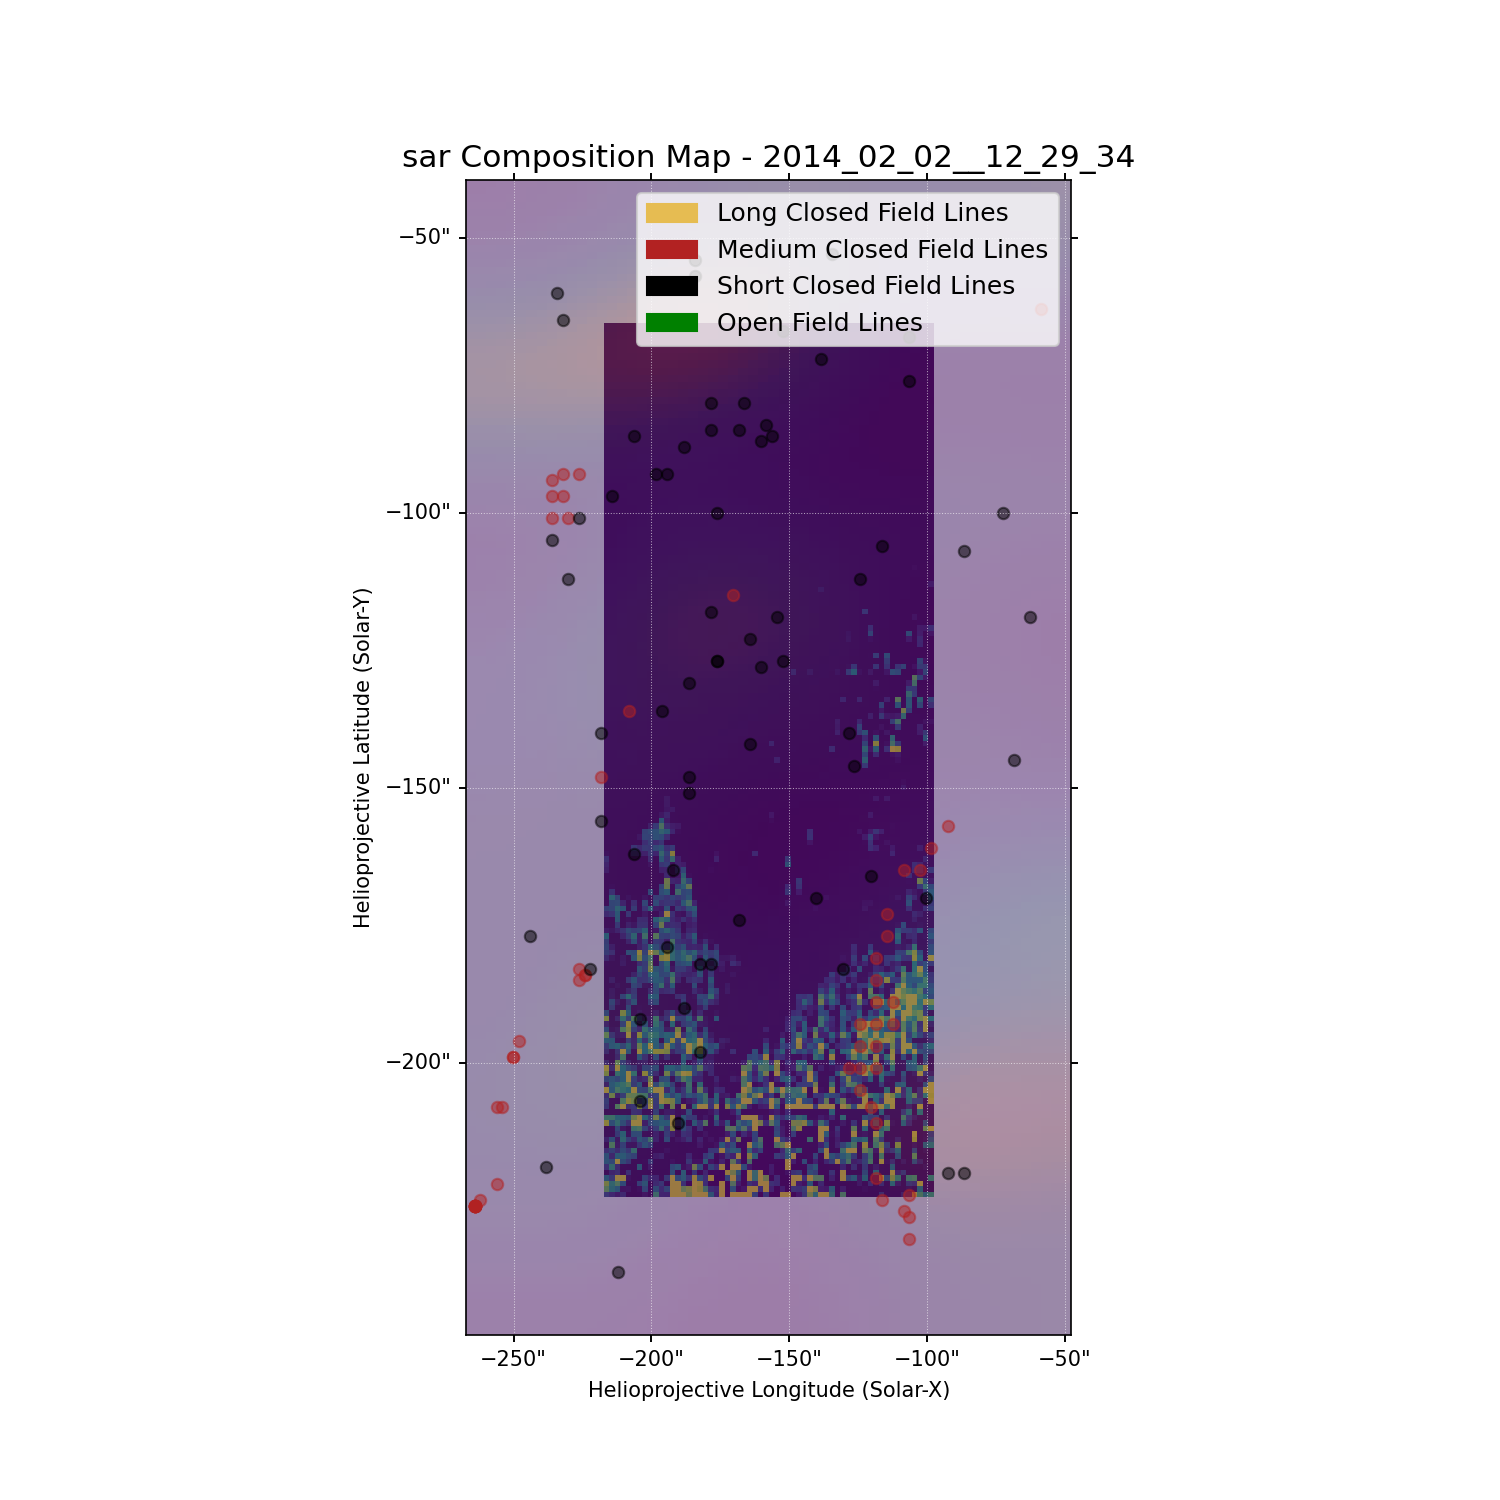 sar Composition Map - 2014_02_02__12_29_34
Long Closed Field Lines
Medium Closed Field Lines
Short Closed Field Lines
Open Field Lines
−50"
−100"
−150"
−200"
Helioprojective Latitude (Solar-Y)
−250" −200" −150" −100" −50"
Helioprojective Longitude (Solar-X)